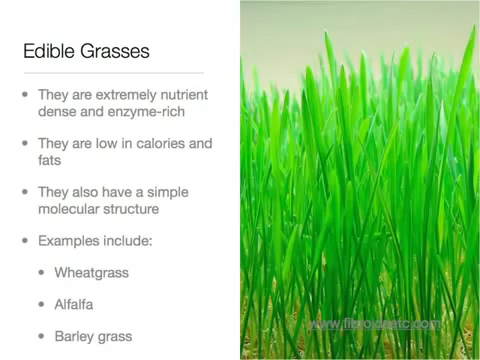 Edible Grasses
• They are extremely nutrient
dense and enzyme-rich
• They are low in calories and
fats
• They also have a simple
molecular structure
• Examples include:
• Wheatgrass
• Alfalfa
• Barley grass